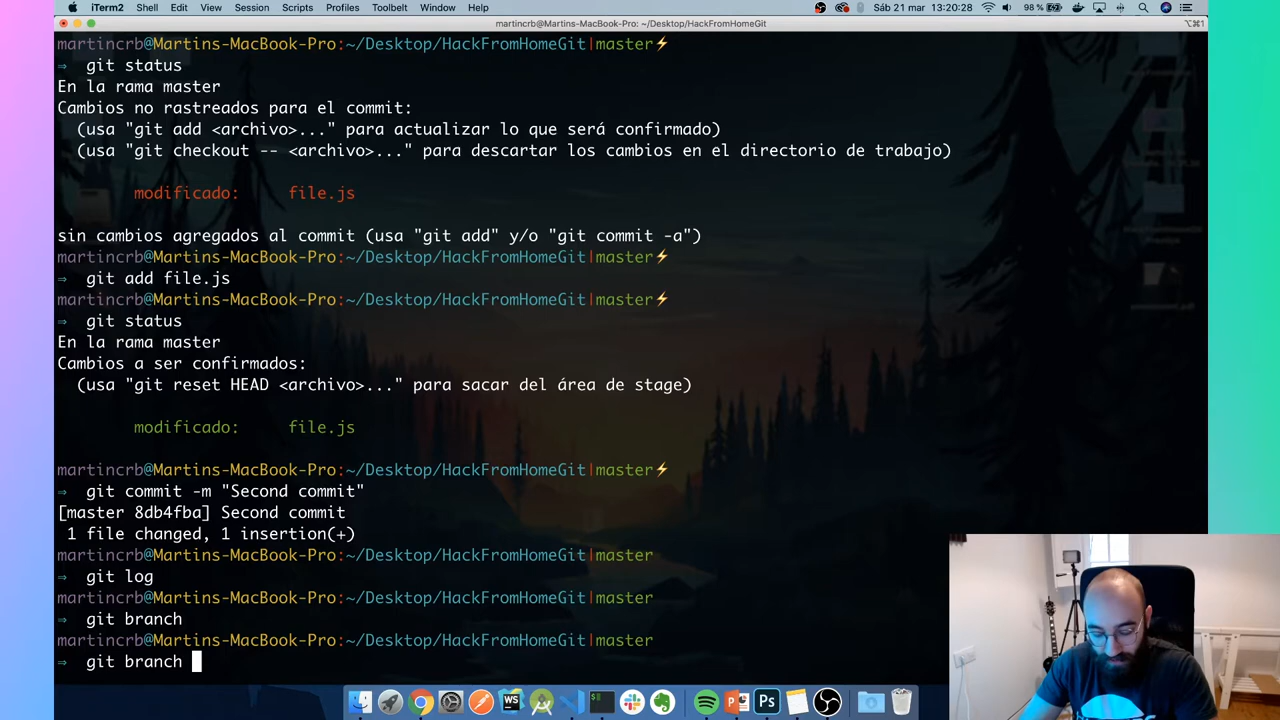 iTerm2 Shell Edit View Session Scripts Profiles Toolbelt Window Help 98 % Sáb 21 mar 13:20:28
martincrb@Martins-MacBook-Pro: ~/Desktop/HackFromHomeGit ⌥⌘1
martincrb@Martins-MacBook-Pro:~/Desktop/HackFromHomeGit|master⚡
⇒ git status
En la rama master
Cambios no rastreados para el commit:
(usa "git add <archivo>..." para actualizar lo que será confirmado)
(usa "git checkout -- <archivo>..." para descartar los cambios en el directorio de trabajo)
modificado: file.js
sin cambios agregados al commit (usa "git add" y/o "git commit -a")
martincrb@Martins-MacBook-Pro:~/Desktop/HackFromHomeGit|master⚡
⇒ git add file.js
martincrb@Martins-MacBook-Pro:~/Desktop/HackFromHomeGit|master⚡
⇒ git status
En la rama master
Cambios a ser confirmados:
(usa "git reset HEAD <archivo>..." para sacar del área de stage)
modificado: file.js
martincrb@Martins-MacBook-Pro:~/Desktop/HackFromHomeGit|master⚡
⇒ git commit -m "Second commit"
[master 8db4fba] Second commit
1 file changed, 1 insertion(+)
martincrb@Martins-MacBook-Pro:~/Desktop/HackFromHomeGit|master
⇒ git log
martincrb@Martins-MacBook-Pro:~/Desktop/HackFromHomeGit|master
⇒ git branch
martincrb@Martins-MacBook-Pro:~/Desktop/HackFromHomeGit|master
⇒ git branch